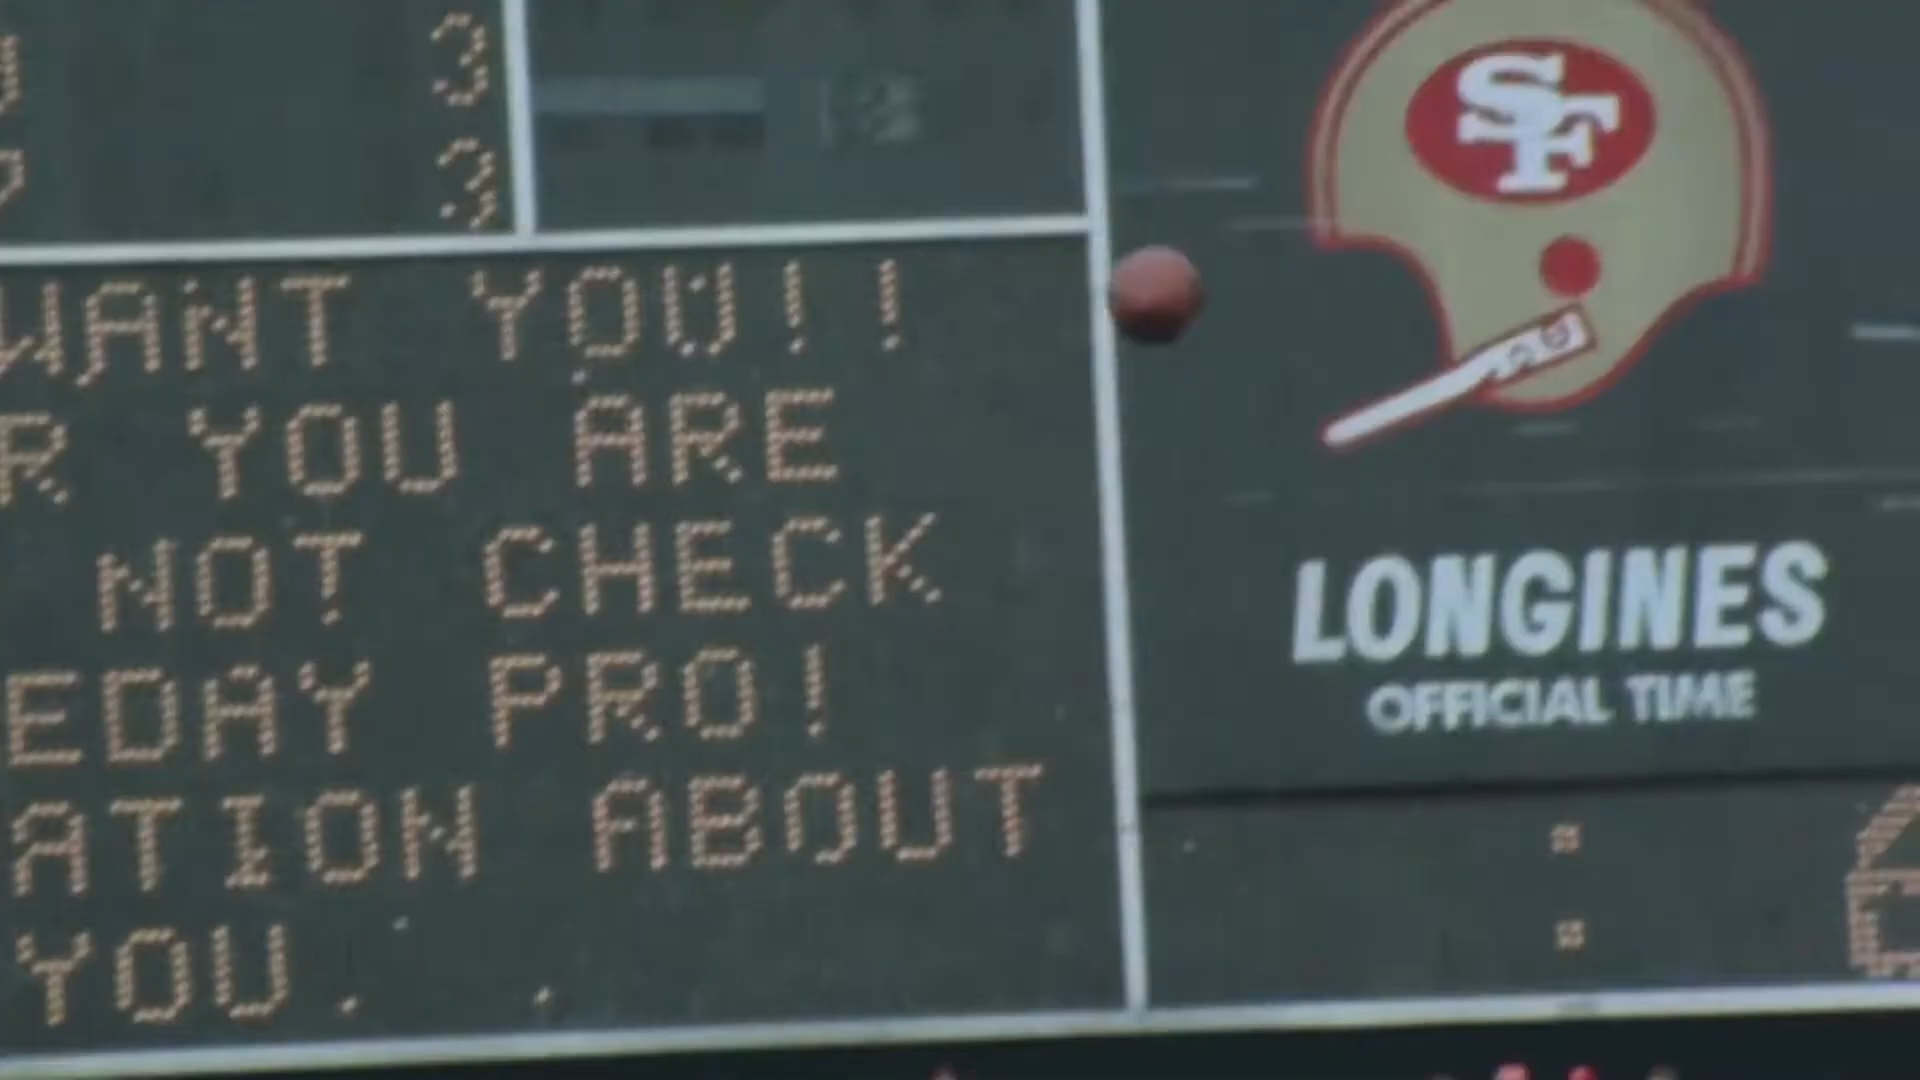 3
3
SF
WANT YOU!!
R YOU ARE
NOT CHECK
EDAY PRO!
ATION ABOUT
YOU. .
LONGINES
OFFICIAL TIME
:
: